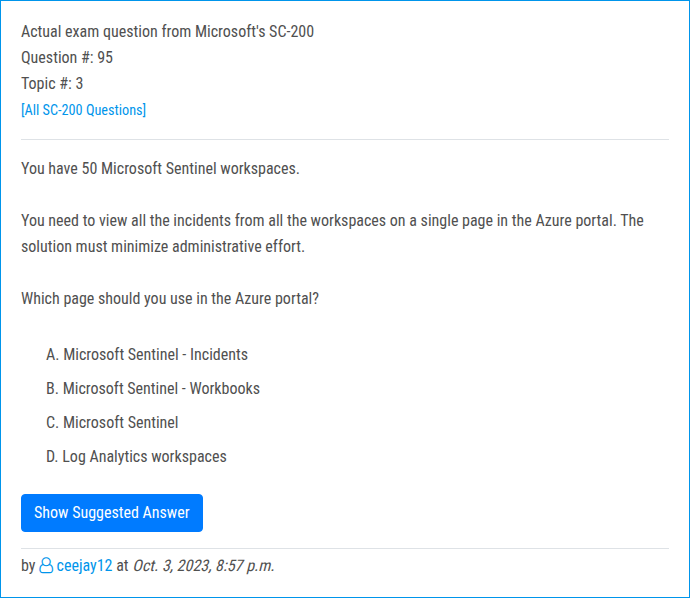 Actual exam question from Microsoft's SC-200
Question #: 95
Topic #: 3
[All SC-200 Questions]
You have 50 Microsoft Sentinel workspaces.
You need to view all the incidents from all the workspaces on a single page in the Azure portal. The
solution must minimize administrative effort.
Which page should you use in the Azure portal?
A. Microsoft Sentinel - Incidents
B. Microsoft Sentinel - Workbooks
C. Microsoft Sentinel
D. Log Analytics workspaces
Show Suggested Answer
by ceejay12 at Oct. 3, 2023, 8:57 p.m.